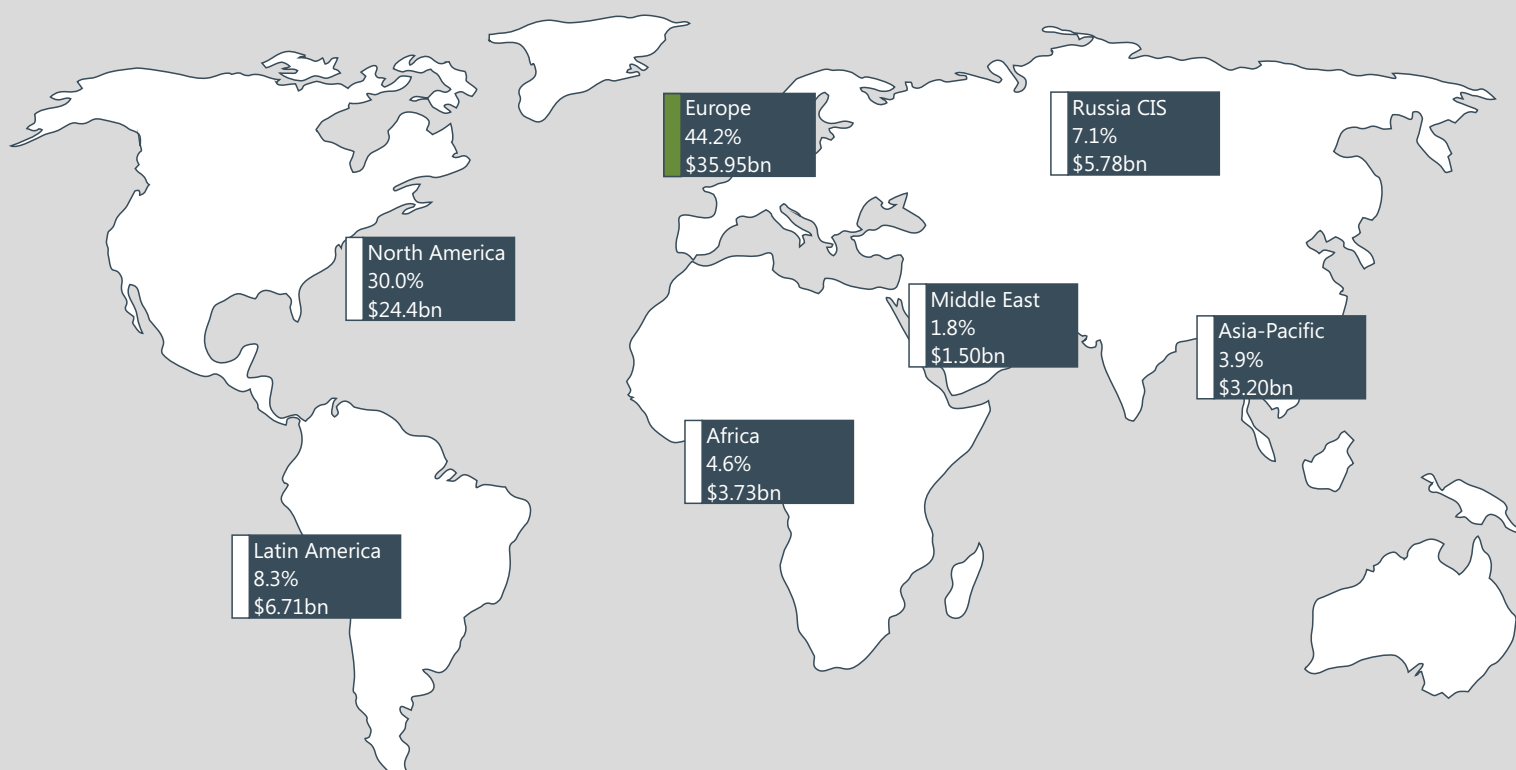 Europe
44.2%
$35.95bn
Russia CIS
7.1%
$5.78bn
North America
30.0%
$24.4bn
Middle East
1.8%
$1.50bn
Asia-Pacific
3.9%
$3.20bn
Africa
4.6%
$3.73bn
Latin America
8.3%
$6.71bn